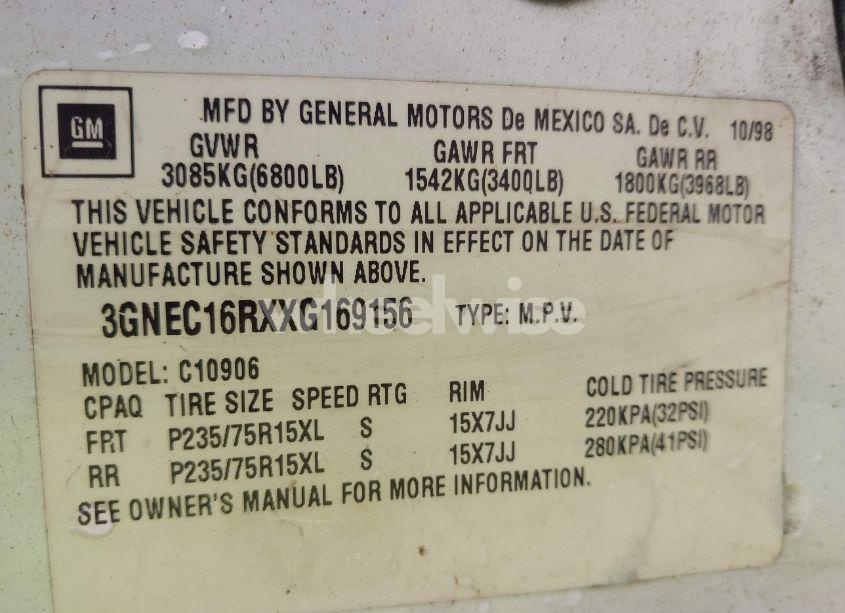 GM
MFD BY GENERAL MOTORS De MEXICO SA. De C.V. 10/98
GVWR GAWR FRT GAWR RR
3085KG(6800LB) 1542KG(3400LB) 1800KG(3968LB)
THIS VEHICLE CONFORMS TO ALL APPLICABLE U.S. FEDERAL MOTOR
VEHICLE SAFETY STANDARDS IN EFFECT ON THE DATE OF
MANUFACTURE SHOWN ABOVE.
3GNEC16RXXG169156 TYPE: M.P.V.
MODEL: C10906
CPAQ TIRE SIZE SPEED RTG RIM COLD TIRE PRESSURE
FRT P235/75R15XL S 15X7JJ 220KPA(32PSI)
RR P235/75R15XL S 15X7JJ 280KPA(41PSI)
SEE OWNER'S MANUAL FOR MORE INFORMATION.